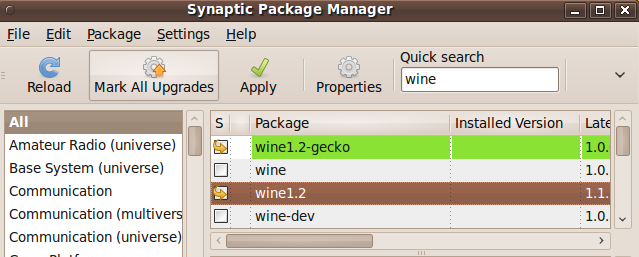 Synaptic Package Manager
File Edit Package Settings Help
Reload Mark All Upgrades Apply Properties Quick search
wine
All
Amateur Radio (universe)
Base System (universe)
Communication
Communication (multivers
Communication (universe)
S Package Installed Version Late
wine1.2-gecko 1.0.
wine 1.0.
wine1.2 1.1.
wine-dev 1.0.